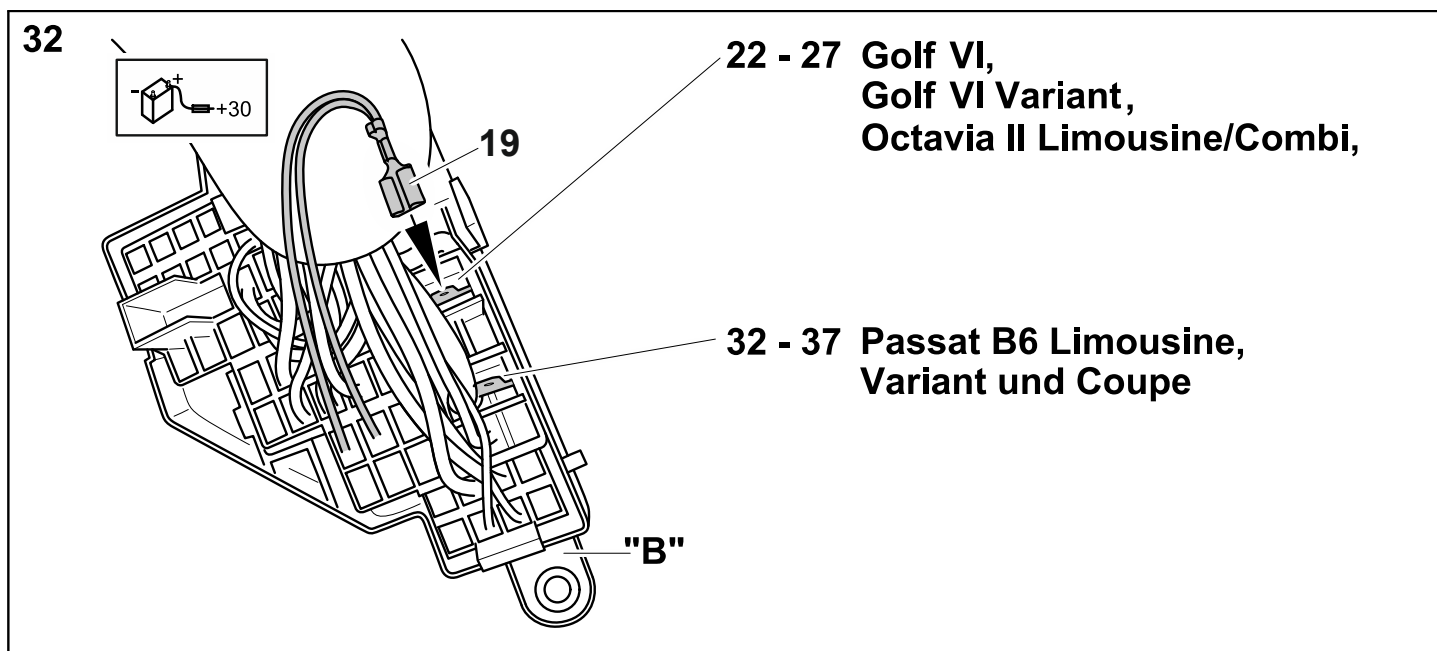 32
- +
+30
19
22 - 27 Golf VI,
Golf VI Variant,
Octavia II Limousine/Combi,
32 - 37 Passat B6 Limousine,
Variant und Coupe
"B"